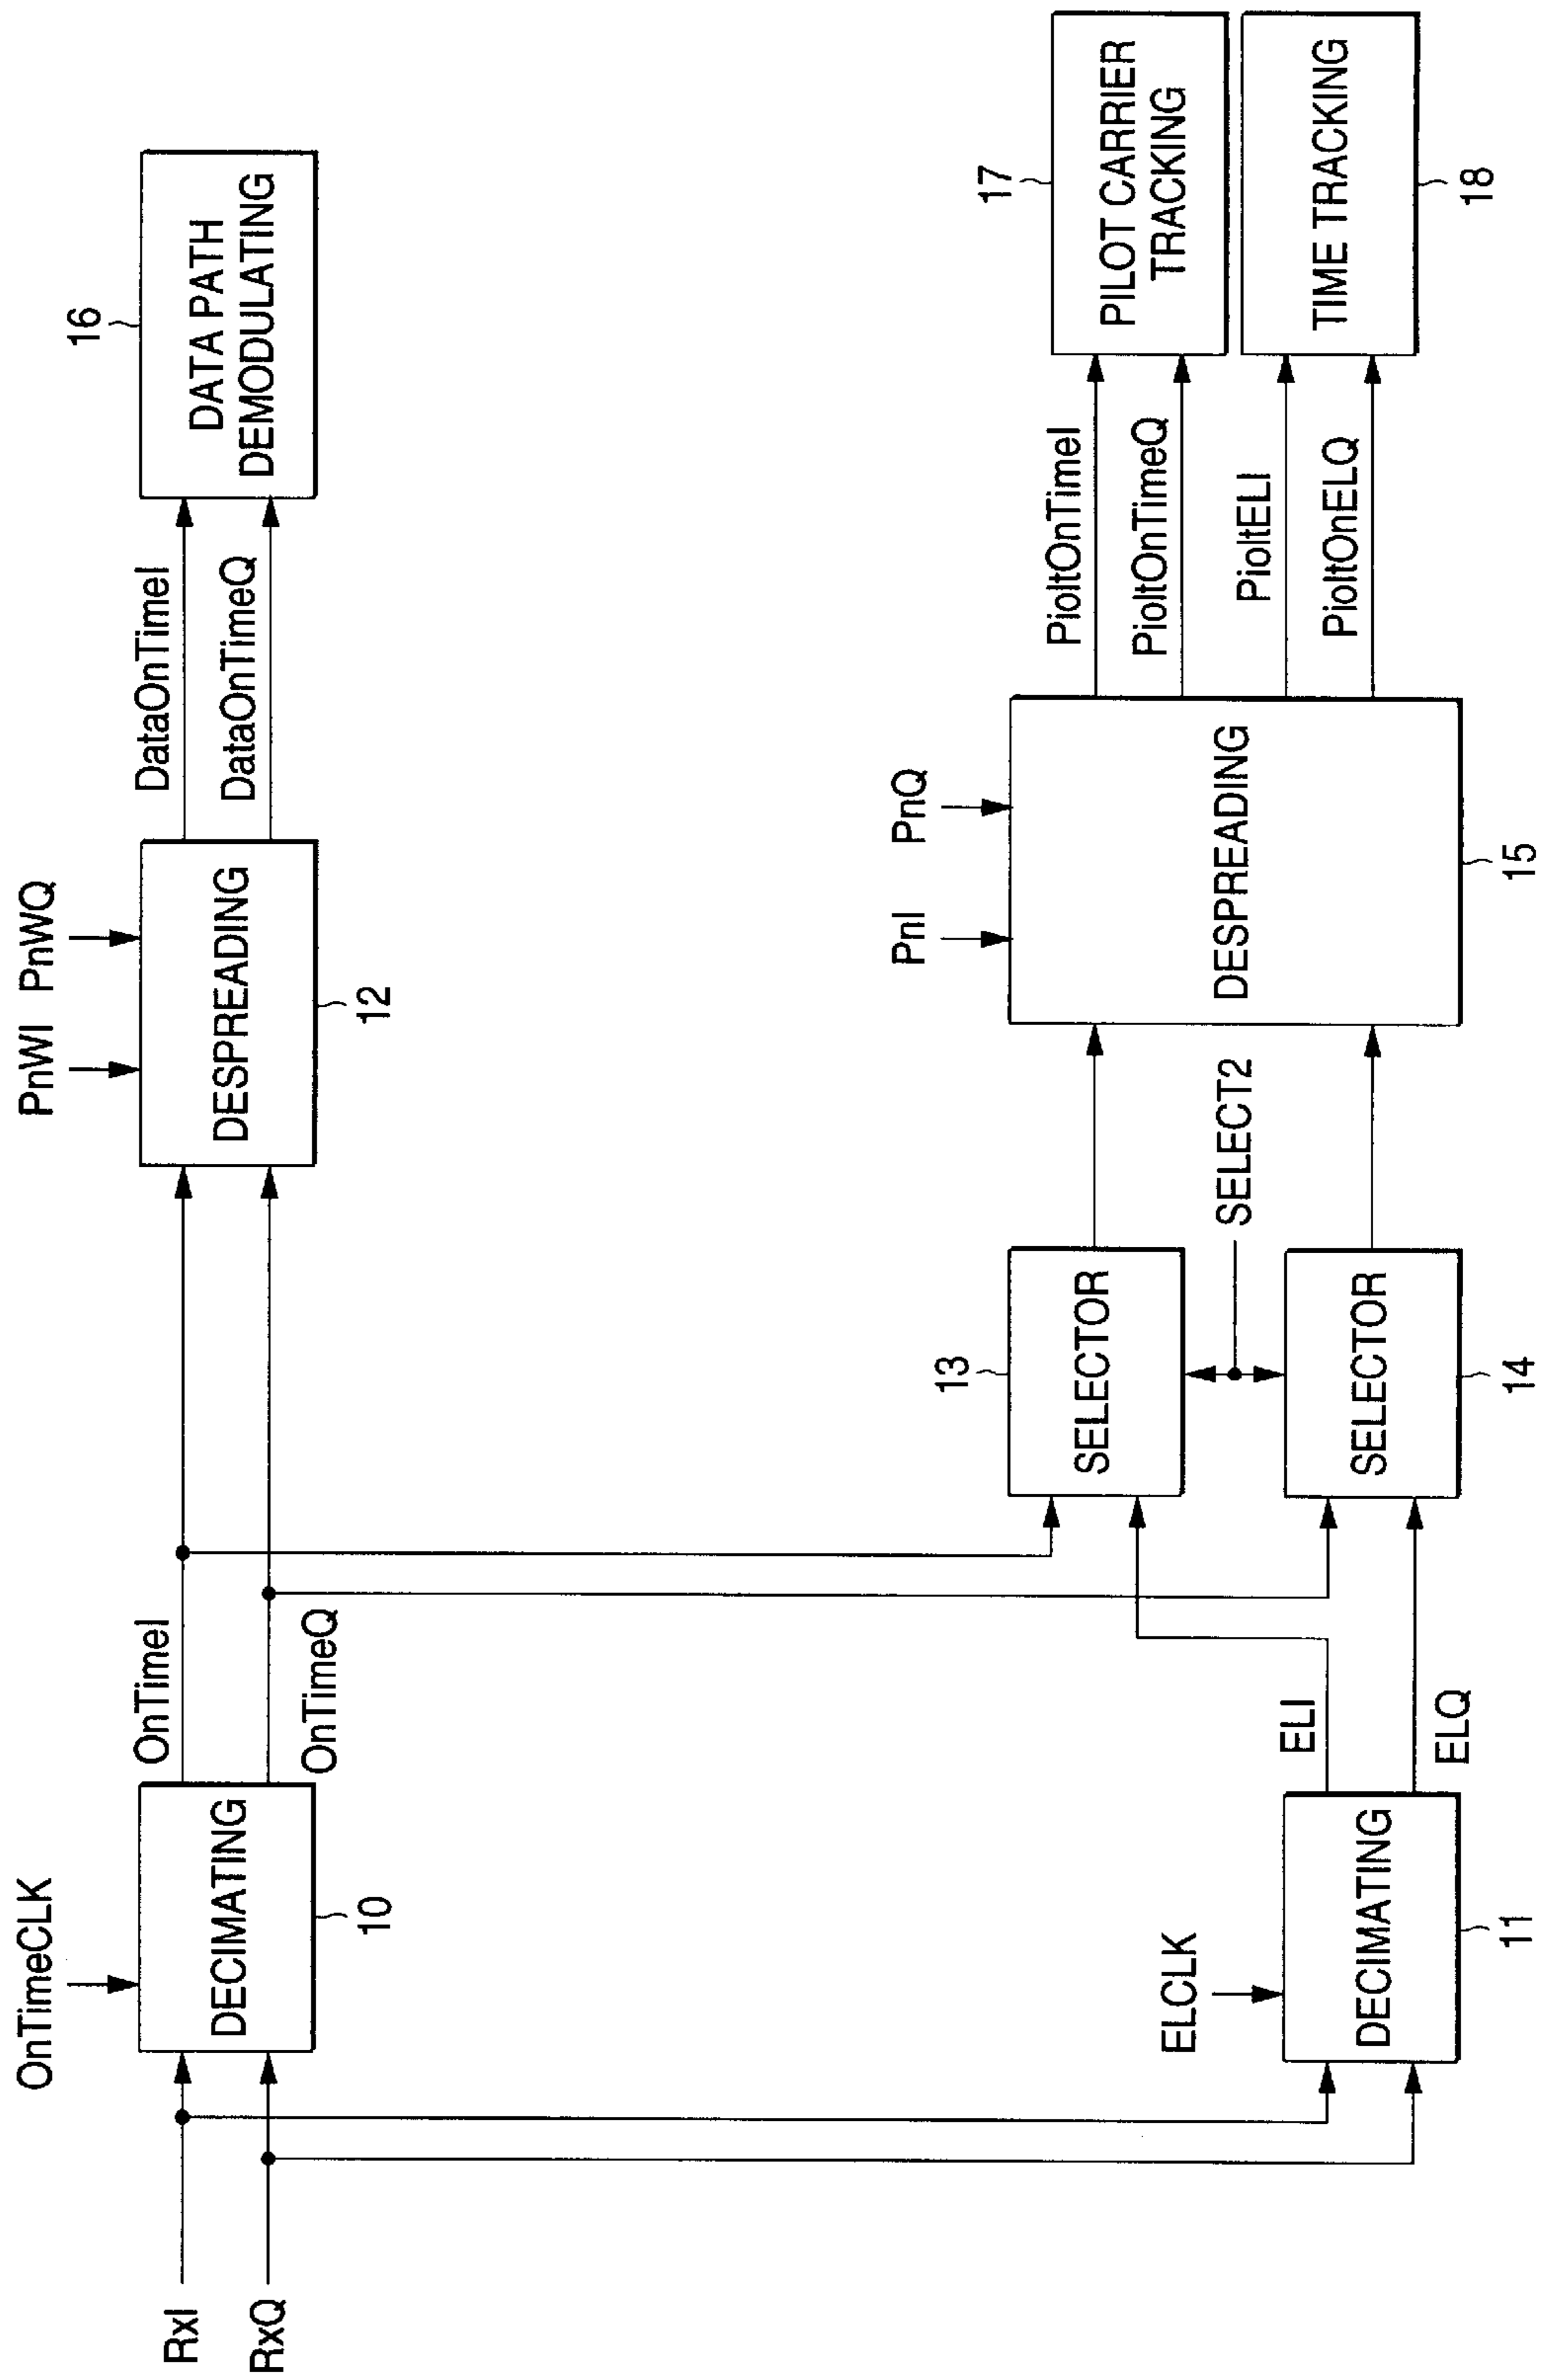 OnTimeCLK
PnWI PnWQ
16
RxI
RxQ
DECIMATING
10
OnTimeI
OnTimeQ
DESPREADING
12
DataOnTimeI
DataOnTimeQ
DATA PATH
DEMODULATING
ELCLK
DECIMATING
11
ELI
ELQ
13
SELECTOR
SELECT2
SELECTOR
14
PnI PnQ
DESPREADING
15
PioltOnTimeI
PioltOnTimeQ
PioltELI
PioltOnELQ
17
PILOT CARRIER
TRACKING
TIME TRACKING
18